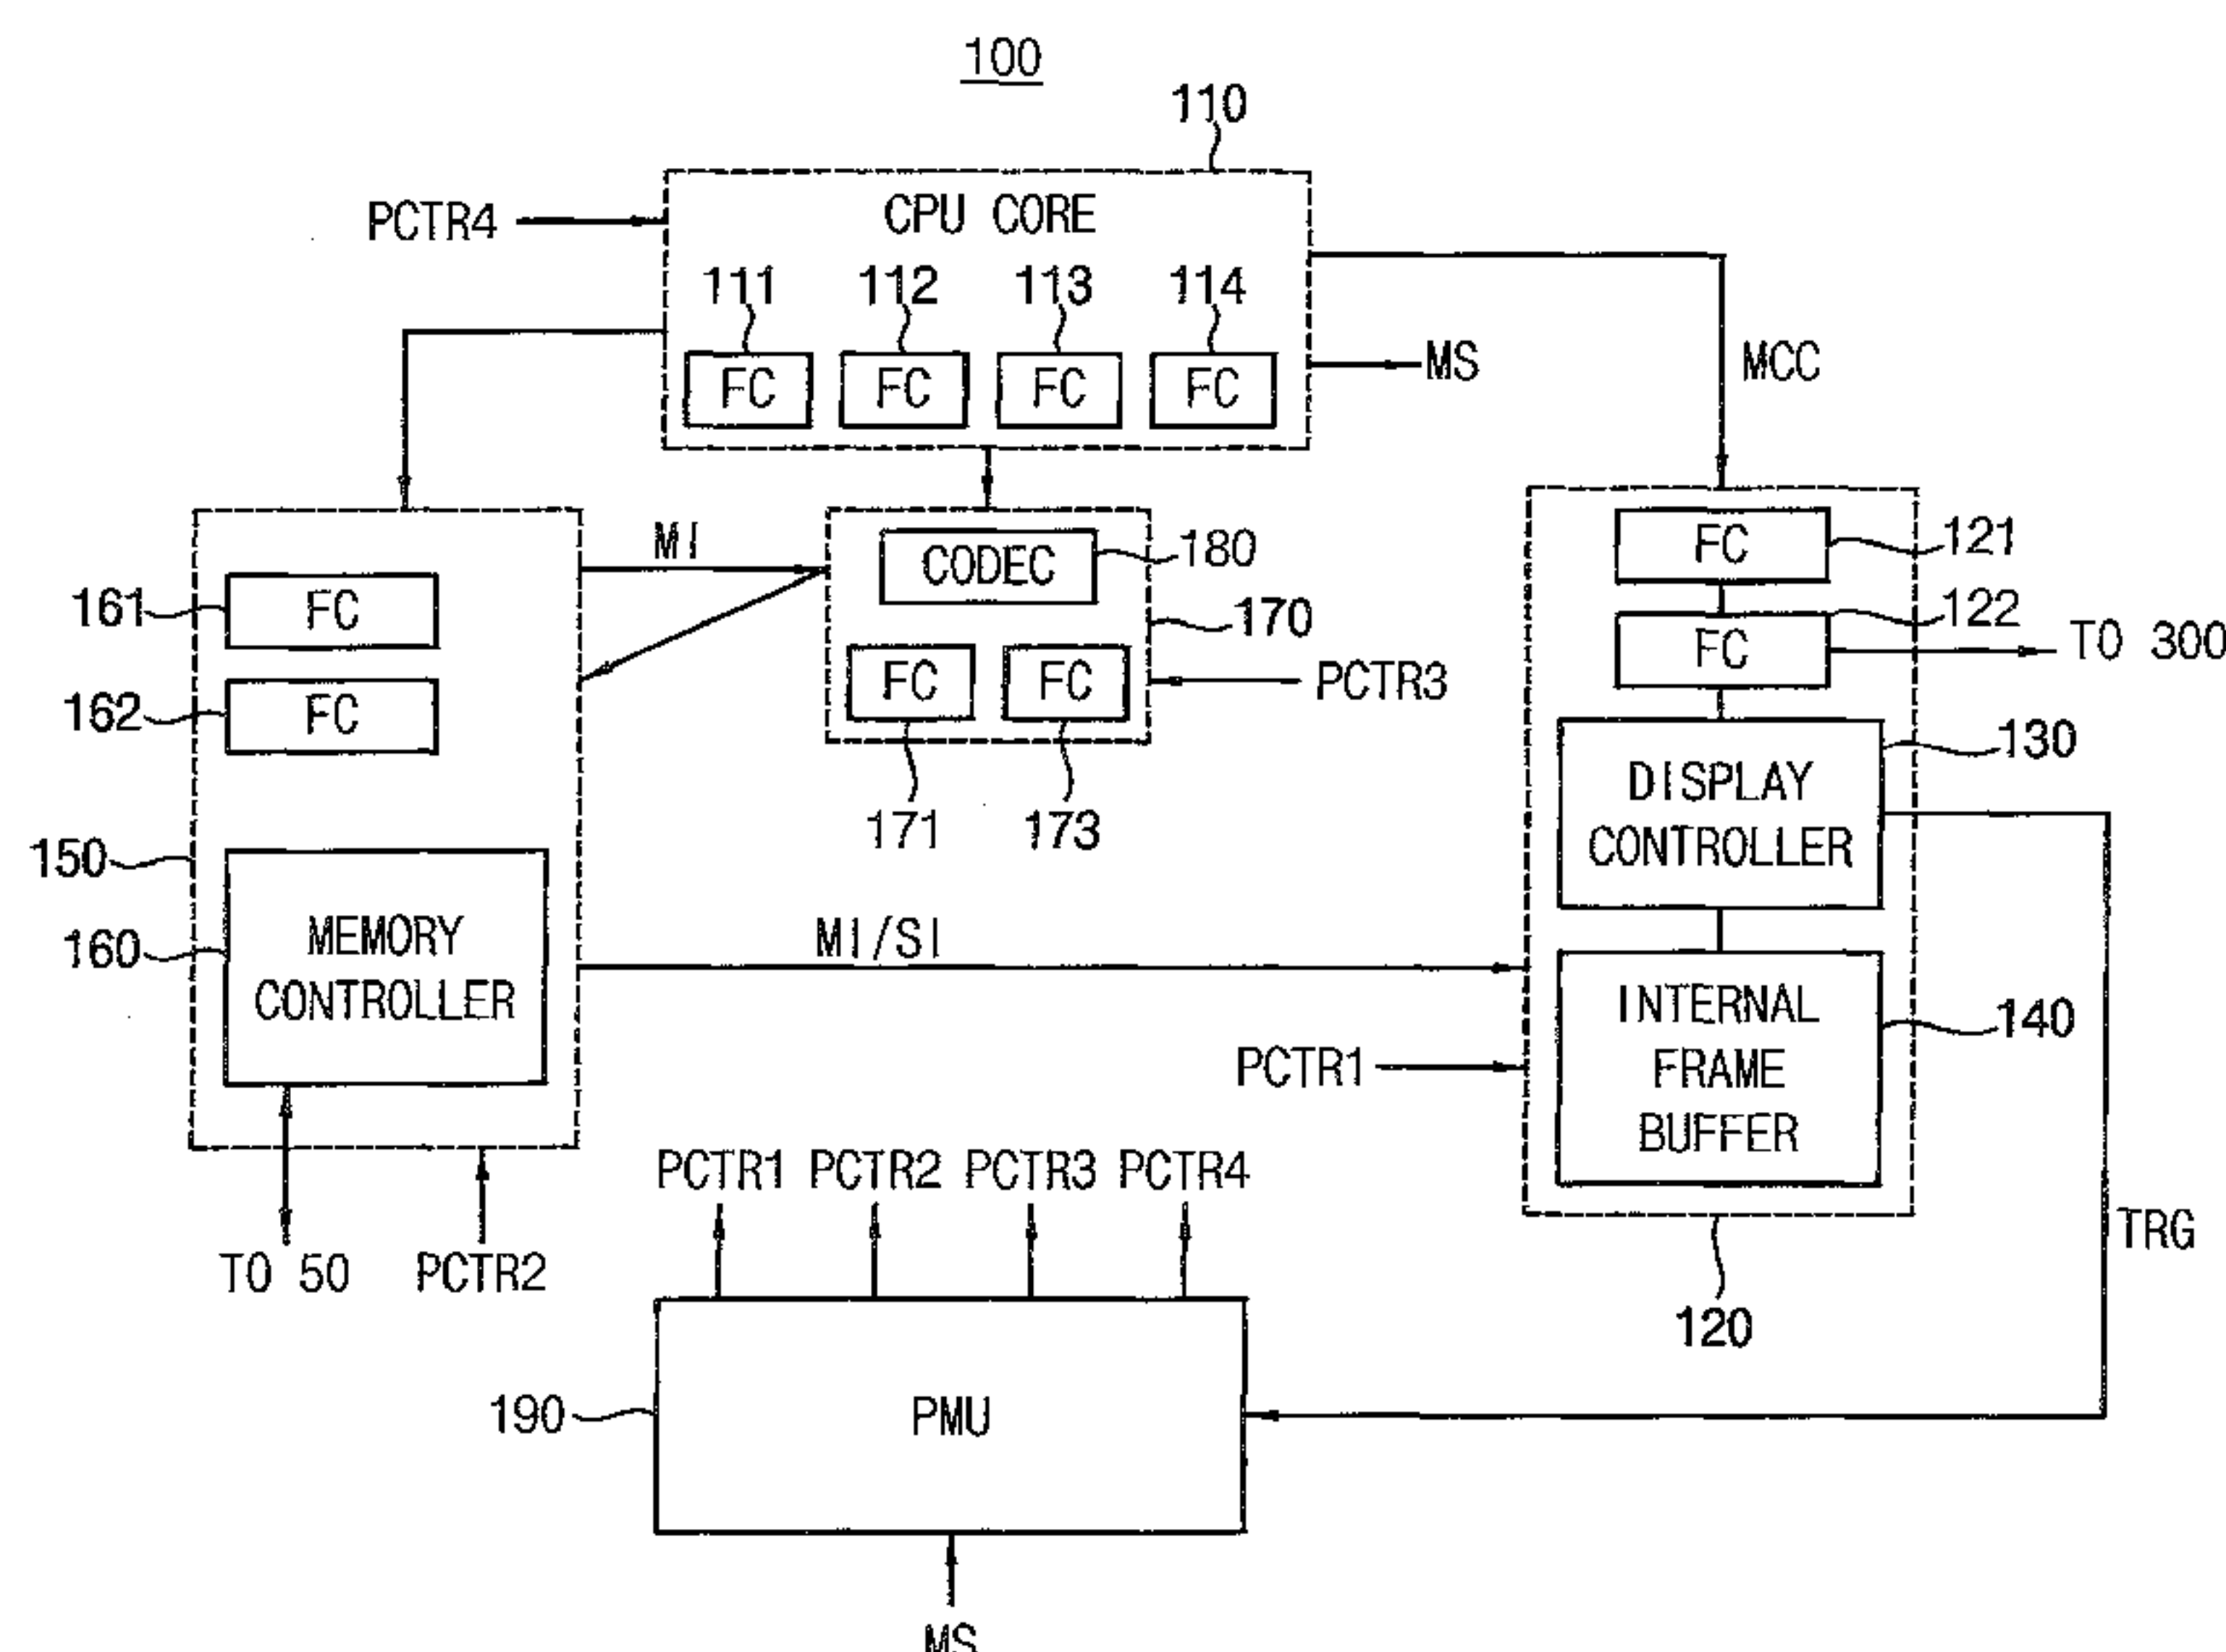 100
110
PCTR4
CPU CORE
111
112
113
114
FC
FC
FC
FC
MS
MCC
MI
CODEC
180
FC
121
161
FC
170
FC
122
TO 300
162
FC
FC
FC
PCTR3
171
173
DISPLAY
CONTROLLER
130
150
160
MEMORY
CONTROLLER
MI/SI
INTERNAL
FRAME
BUFFER
140
PCTR1
PCTR1
PCTR2
PCTR3
PCTR4
TO 50
PCTR2
TRG
120
190
PMU
MS